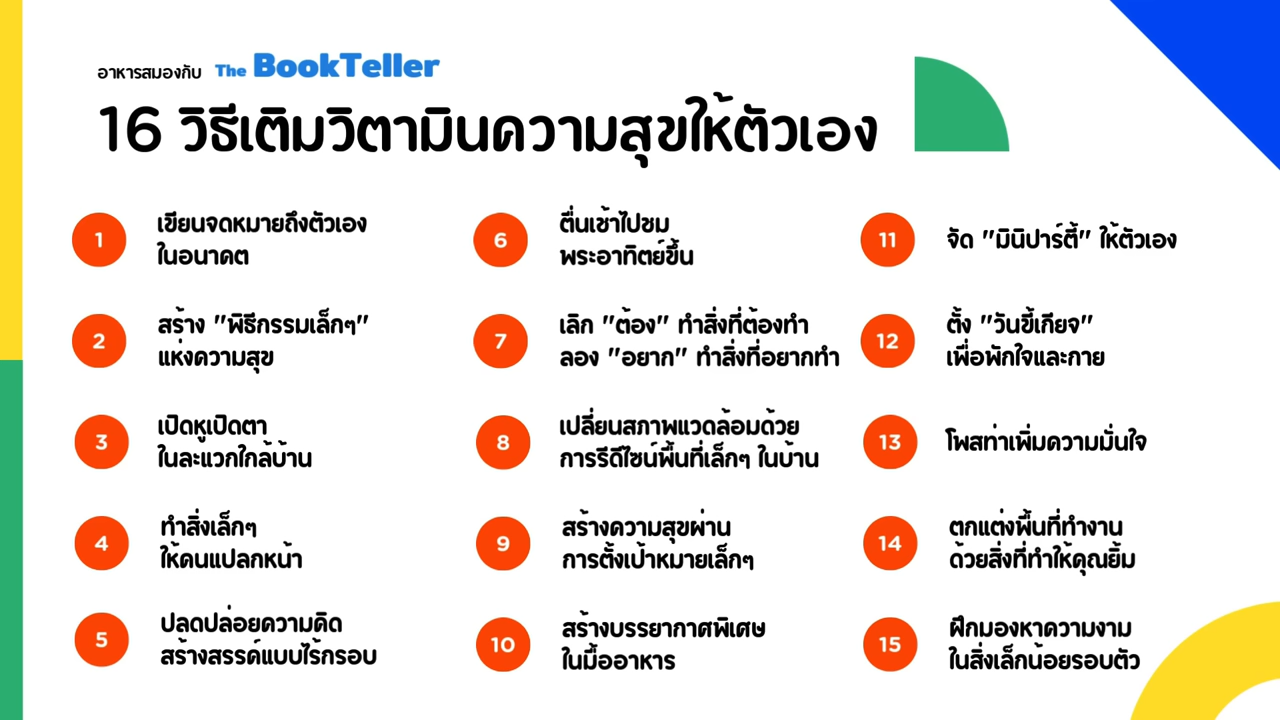 อาหารสมองกับ The BookTeller
16 วิธีเติมวิตามินความสุขให้ตัวเอง
1
เขียนจดหมายถึงตัวเอง
ในอนาคต
2
สร้าง "พิธีกรรมเล็กๆ"
แห่งความสุข
3
เปิดหูเปิดตา
ในละแวกใกล้บ้าน
4
ทำสิ่งเล็กๆ
ให้คนแปลกหน้า
5
ปลดปล่อยความคิด
สร้างสรรค์แบบไร้กรอบ
6
ตื่นเช้าไปชม
พระอาทิตย์ขึ้น
7
เลิก "ต้อง" ทำสิ่งที่ต้องทำ
ลอง "อยาก" ทำสิ่งที่อยากทำ
8
เปลี่ยนสภาพแวดล้อมด้วย
การรีดีไซน์พื้นที่เล็กๆ ในบ้าน
9
สร้างความสุขผ่าน
การตั้งเป้าหมายเล็กๆ
10
สร้างบรรยากาศพิเศษ
ในมื้ออาหาร
11
จัด "มินิปาร์ตี้" ให้ตัวเอง
12
ตั้ง "วันขี้เกียจ"
เพื่อพักใจและกาย
13
โพสท่าเพิ่มความมั่นใจ
14
ตกแต่งพื้นที่ทำงาน
ด้วยสิ่งที่ทำให้คุณยิ้ม
15
ฝึกมองหาความงาม
ในสิ่งเล็กน้อยรอบตัว